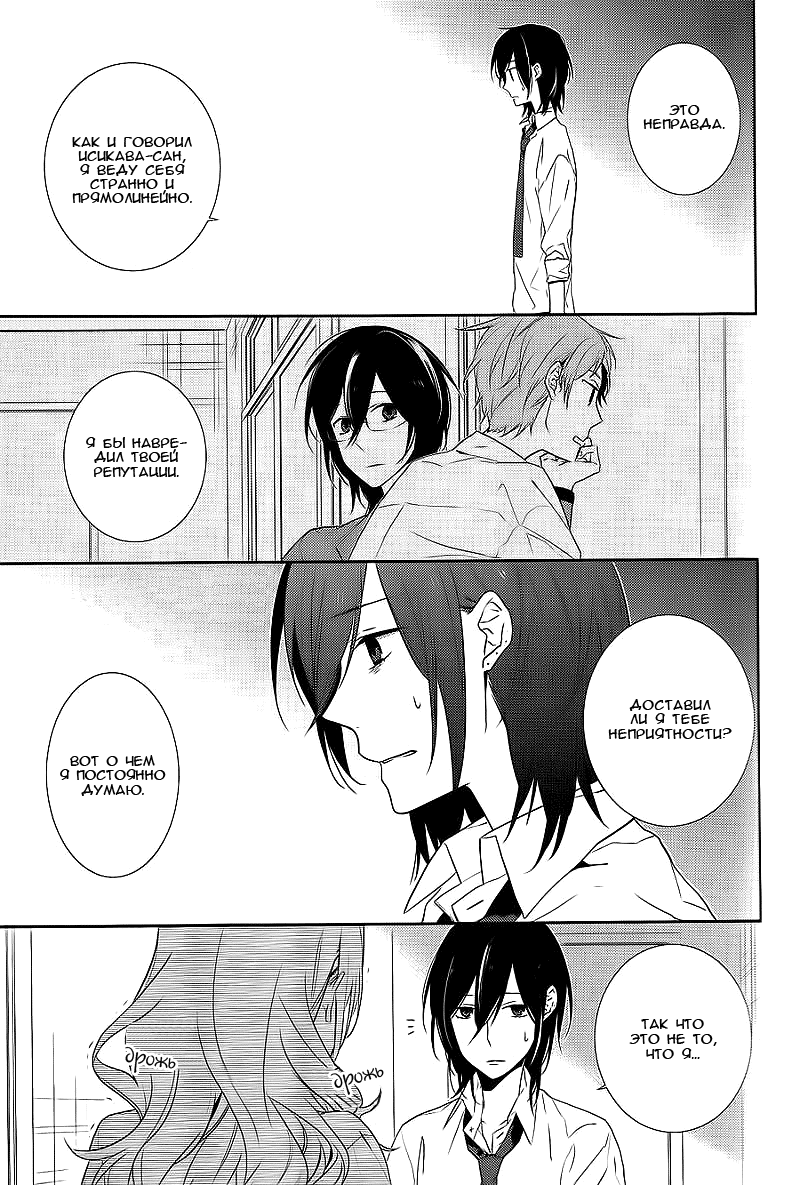 ЭТО
НЕПРАВДА.
КАК И ГОВОРИЛ
ИСИКАВА-САН,
Я ВЕДУ СЕБЯ
СТРАННО И
ПРЯМОЛИНЕЙНО.
Я БЫ НАВРЕ-
ДИЛ ТВОЕЙ
РЕПУТАЦИИ.
ДОСТАВИЛ
ЛИ Я ТЕБЕ
НЕПРИЯТНОСТИ?
ВОТ О ЧЕМ
Я ПОСТОЯННО
ДУМАЮ.
ТАК ЧТО
ЭТО НЕ ТО,
ЧТО Я...
дрожь
дрожь